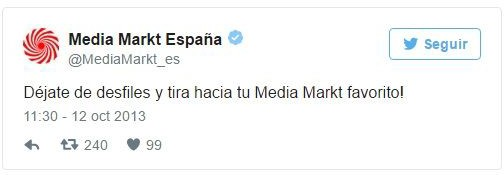 Media Markt España
@MediaMarkt_es
Seguir
Déjate de desfiles y tira hacia tu Media Markt favorito!
11:30 - 12 oct 2013
240 99